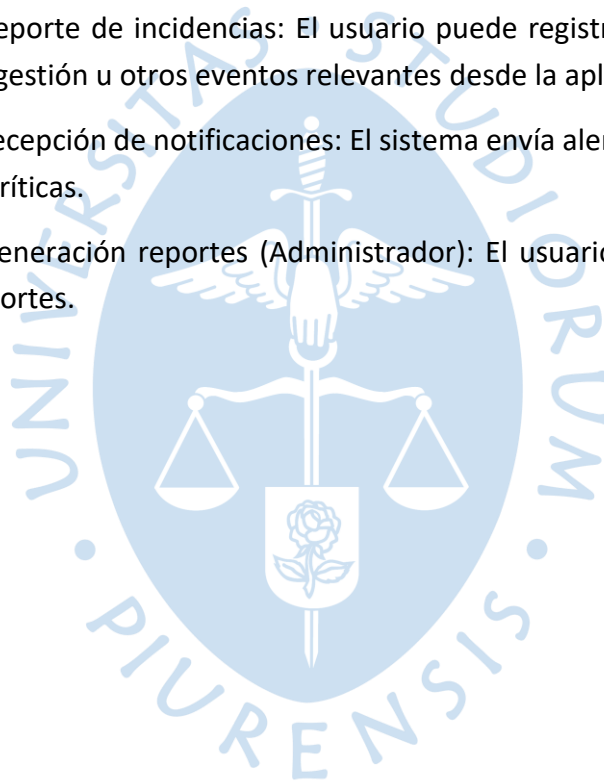 eporte de incidencias: El usuario puede registr
gestión u otros eventos relevantes desde la apl
ecepción de notificaciones: El sistema envía aler
ríticas.
eneración reportes (Administrador): El usuario
ortes.
UNIVERSITAS • STUDIORUM • PIURENSIS